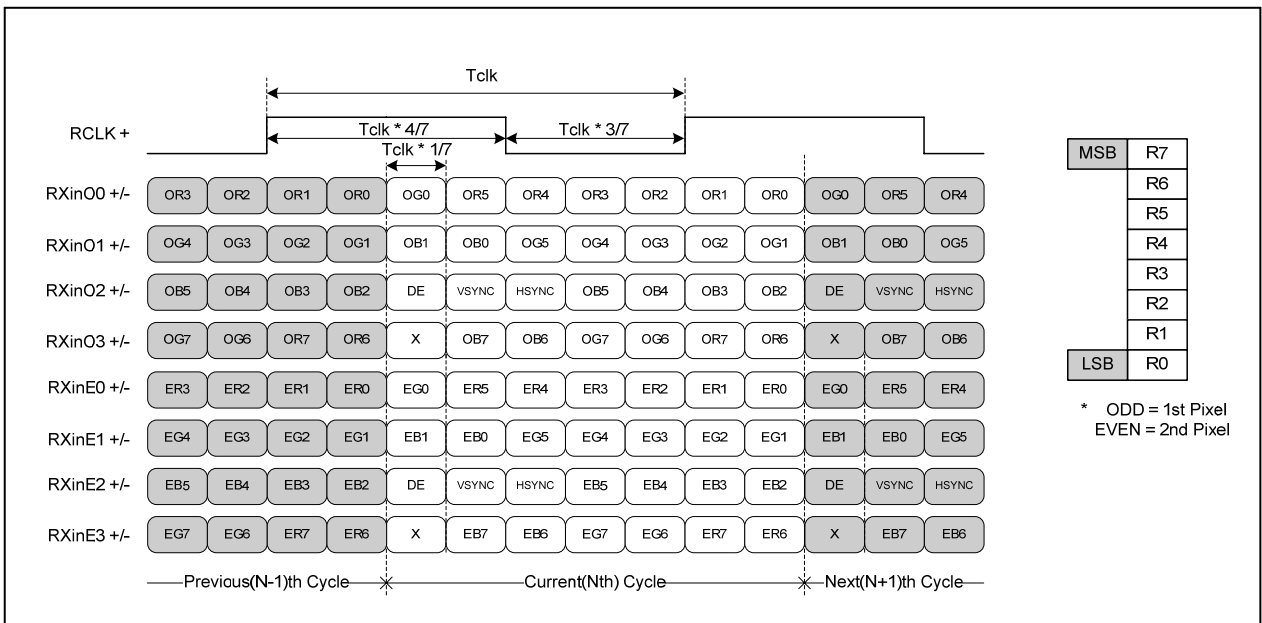 Tclk
RCLK +
Tclk * 4/7 Tclk * 3/7
Tclk * 1/7
RXinO0 +/- OR3 OR2 OR1 OR0 OG0 OR5 OR4 OR3 OR2 OR1 OR0 OG0 OR5 OR4
RXinO1 +/- OG4 OG3 OG2 OG1 OB1 OB0 OG5 OG4 OG3 OG2 OG1 OB1 OB0 OG5
RXinO2 +/- OB5 OB4 OB3 OB2 DE VSYNC HSYNC OB5 OB4 OB3 OB2 DE VSYNC HSYNC
RXinO3 +/- OG7 OG6 OR7 OR6 X OB7 OB6 OG7 OG6 OR7 OR6 X OB7 OB6
RXinE0 +/- ER3 ER2 ER1 ER0 EG0 ER5 ER4 ER3 ER2 ER1 ER0 EG0 ER5 ER4
RXinE1 +/- EG4 EG3 EG2 EG1 EB1 EB0 EG5 EG4 EG3 EG2 EG1 EB1 EB0 EG5
RXinE2 +/- EB5 EB4 EB3 EB2 DE VSYNC HSYNC EB5 EB4 EB3 EB2 DE VSYNC HSYNC
RXinE3 +/- EG7 EG6 ER7 ER6 X EB7 EB6 EG7 EG6 ER7 ER6 X EB7 EB6
Previous(N-1)th Cycle Current(Nth) Cycle Next(N+1)th Cycle
MSB R7
R6
R5
R4
R3
R2
R1
LSB R0
* ODD = 1st Pixel
EVEN = 2nd Pixel